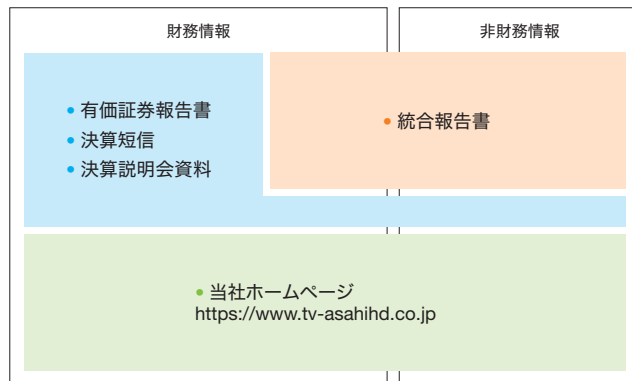 財務情報
非財務情報
• 有価証券報告書
• 決算短信
• 決算説明会資料
• 統合報告書
• 当社ホームページ
https://www.tv-asahihd.co.jp